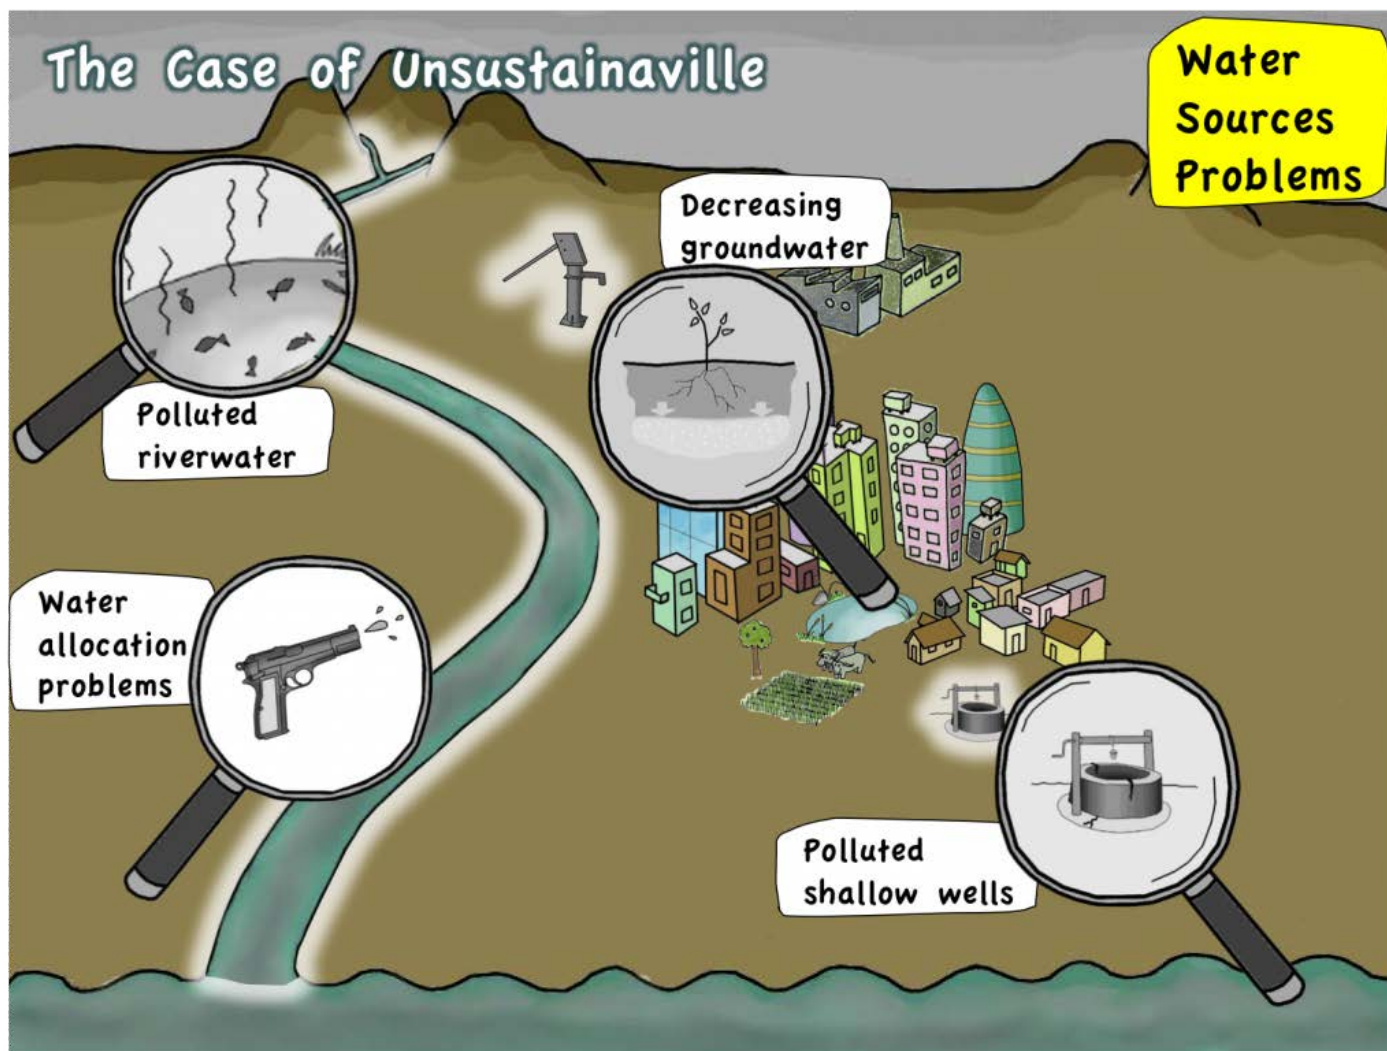 The Case of Unsustainaville
Water
Sources
Problems
Decreasing
groundwater
Polluted
riverwater
Water
allocation
problems
Polluted
shallow wells